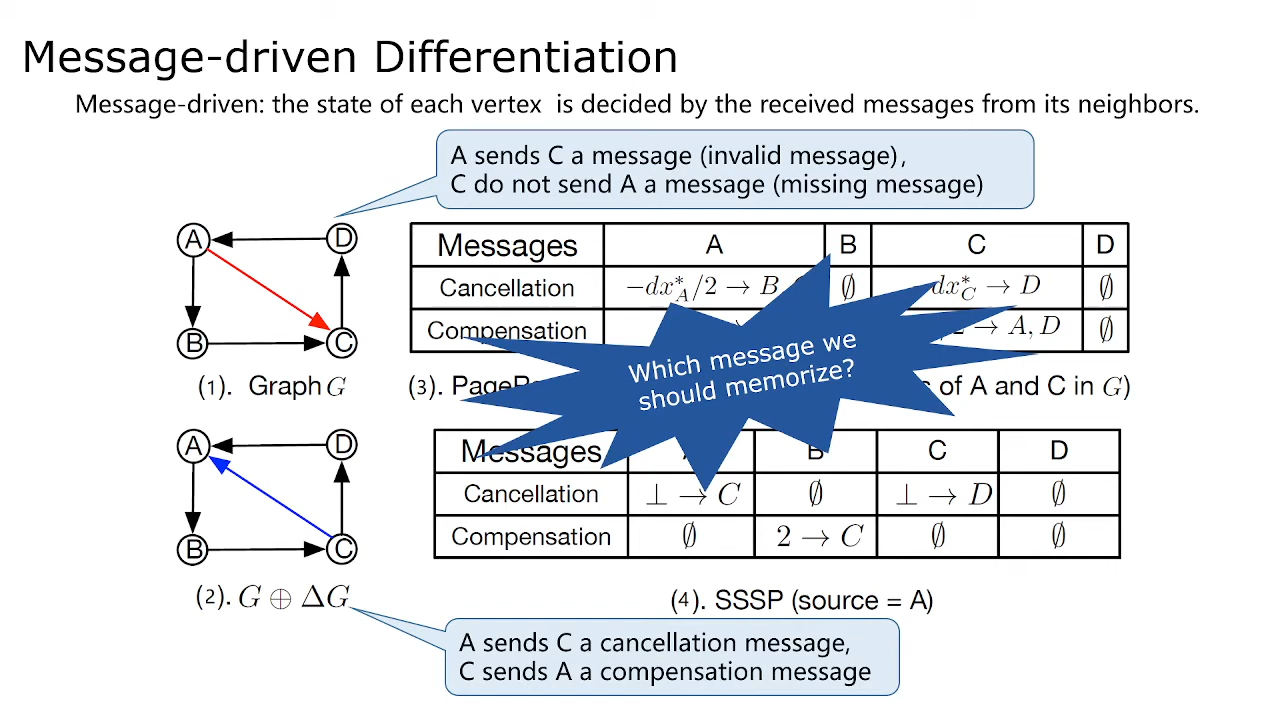 Message-driven Differentiation
Message-driven: the state of each vertex is decided by the received messages from its neighbors.
A sends C a message (invalid message),
C do not send A a message (missing message)
A D
B C
(1). Graph G
Messages A B C D
Cancellation −dx*_A/2 → B ∅ dx*_C → D ∅
Compensation → A, D ∅
(3). of A and C in G)
Which message we
should memorize?
A D
B C
(2). G ⊕ ΔG
Messages B C D
Cancellation ⊥ → C ∅ ⊥ → D ∅
Compensation ∅ 2 → C ∅ ∅
(4). SSSP (source = A)
A sends C a cancellation message,
C sends A a compensation message